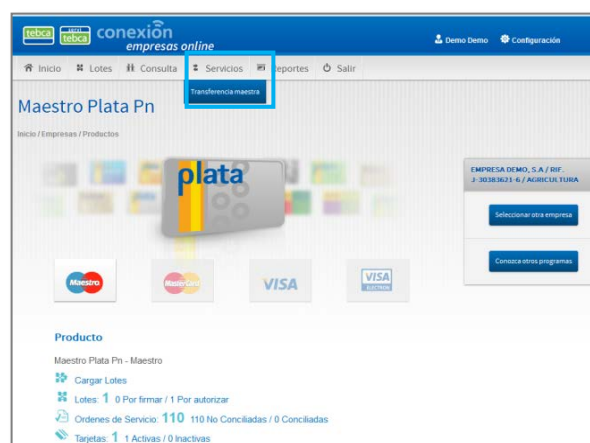 tebca servi tebca conexión
empresas online
Demo Demo Configuración
Inicio Lotes Consulta Servicios Reportes Salir
Transferencia maestra
Maestro Plata Pn
Inicio / Empresas / Productos
plata
EMPRESA DEMO, S.A / RIF.
J-30383621-6 / AGRICULTURA
Seleccionar otra empresa
Conozca otros programas
Maestro MasterCard VISA VISA ELECTRON
Producto
Maestro Plata Pn - Maestro
Cargar Lotes
Lotes: 1 0 Por firmar / 1 Por autorizar
Ordenes de Servicio: 110 110 No Conciliadas / 0 Conciliadas
Tarjetas: 1 1 Activas / 0 Inactivas